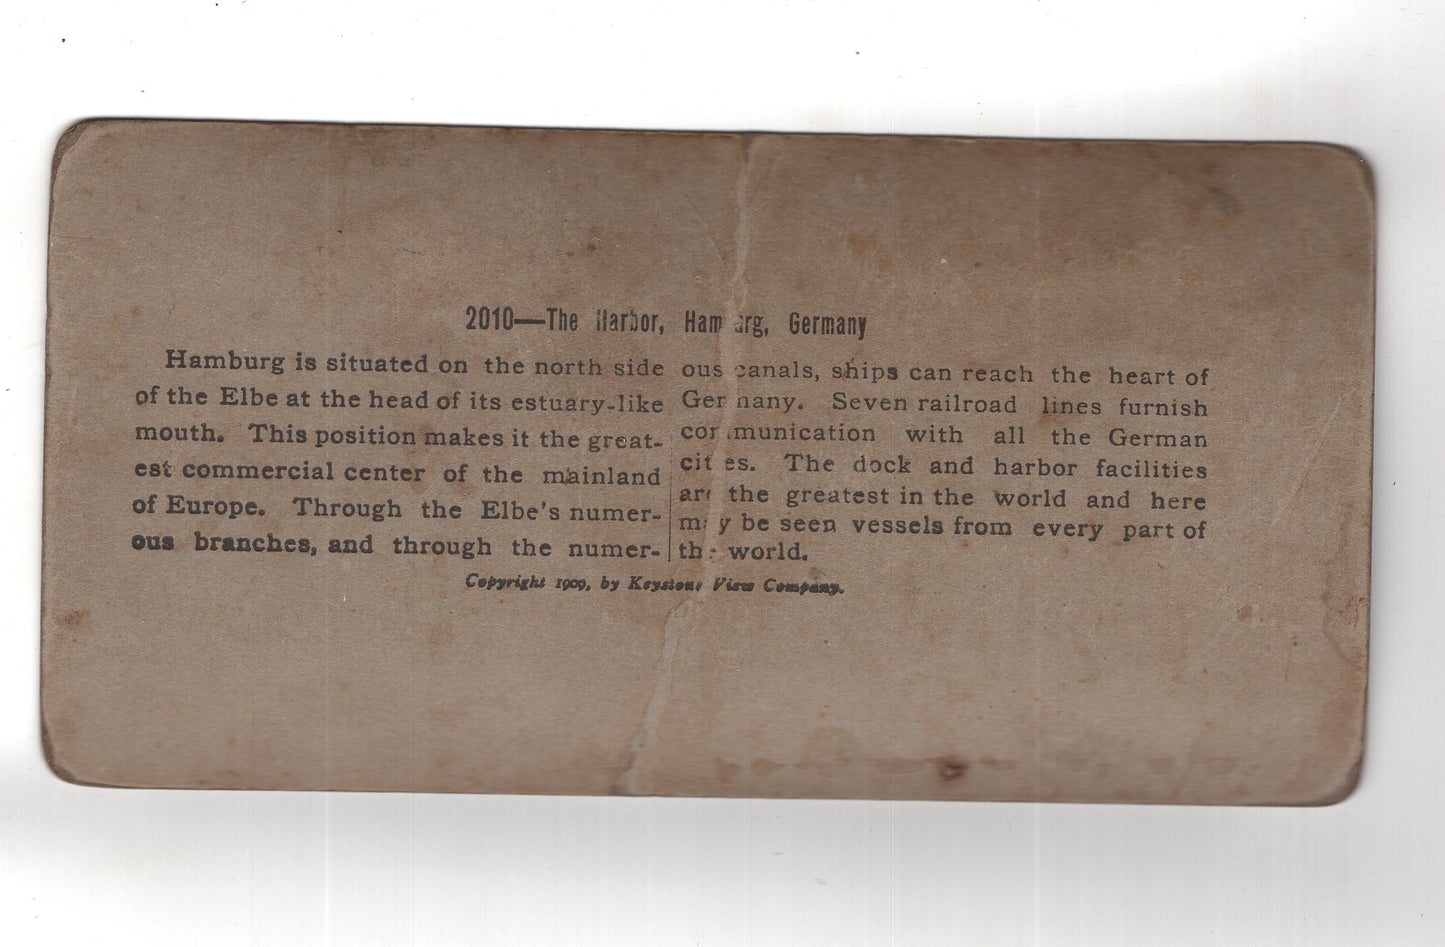 2010—The Harbor, Hamburg, Germany
Hamburg is situated on the north side
of the Elbe at the head of its estuary-like
mouth. This position makes it the great-
est commercial center of the mainland
of Europe. Through the Elbe's numer-
ous branches, and through the numer-
ous canals, ships can reach the heart of
Germany. Seven railroad lines furnish
communication with all the German
cities. The dock and harbor facilities
are the greatest in the world and here
may be seen vessels from every part of
the world.
Copyright 1909, by Keystone View Company.